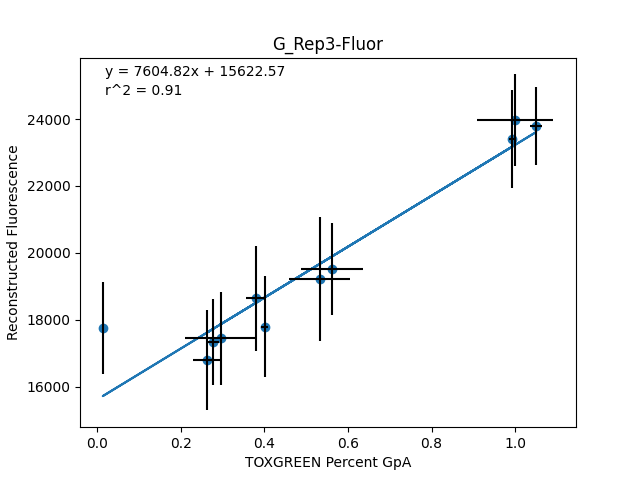 G_Rep3-Fluor
y = 7604.82x + 15622.57
r^2 = 0.91
24000
22000
20000
18000
16000
Reconstructed Fluorescence
0.0 0.2 0.4 0.6 0.8 1.0
TOXGREEN Percent GpA